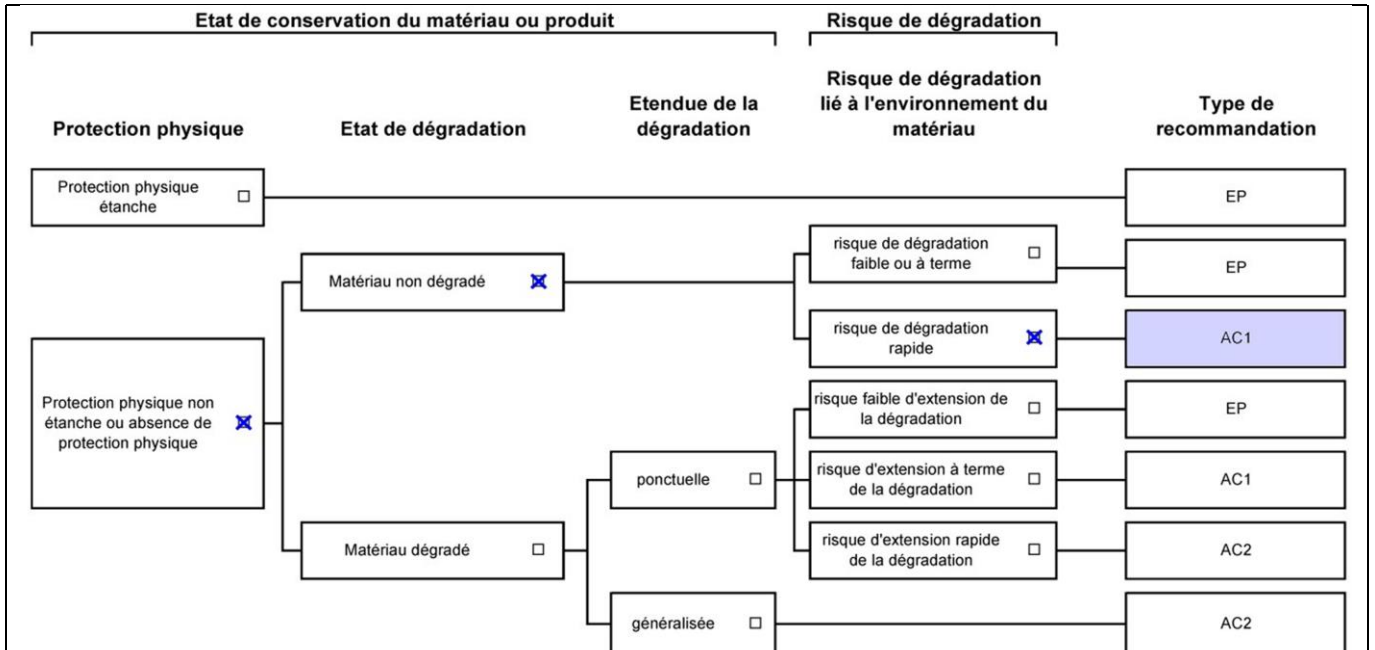 Etat de conservation du matériau ou produit
Risque de dégradation
Protection physique
Etat de dégradation
Etendue de la
dégradation
Risque de dégradation
lié à l'environnement du
matériau
Type de
recommandation
Protection physique
étanche
EP
risque de dégradation
faible ou à terme
EP
Matériau non dégradé
risque de dégradation
rapide
AC1
Protection physique non
étanche ou absence de
protection physique
risque faible d'extension de
la dégradation
EP
ponctuelle
risque d'extension à terme
de la dégradation
AC1
Matériau dégradé
risque d'extension rapide
de la dégradation
AC2
généralisée
AC2